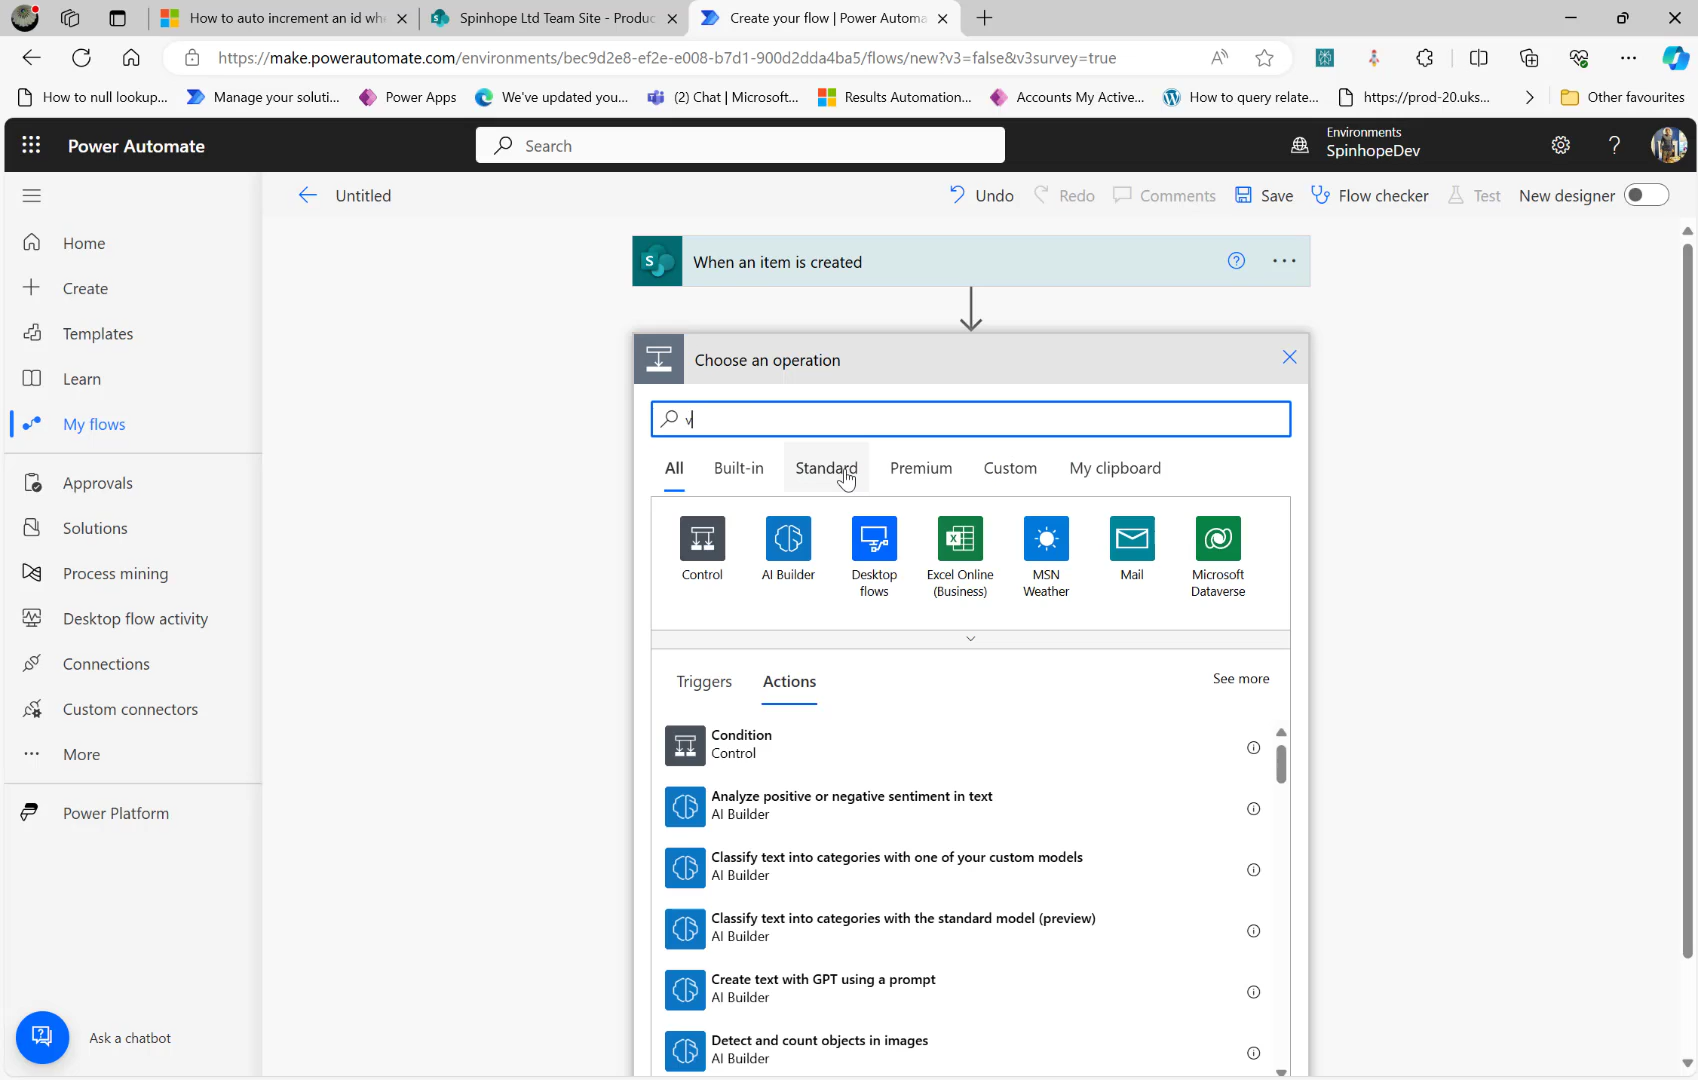 How to auto increment an id whe
Spinhope Ltd Team Site - Produc
Create your flow | Power Automa
https://make.powerautomate.com/environments/bec9d2e8-ef2e-e008-b7d1-900d2dda4ba5/flows/new?v3=false&v3survey=true
How to null lookup...
Manage your soluti...
Power Apps
We've updated you...
(2) Chat | Microsoft...
Results Automation...
Accounts My Active...
How to query relate...
https://prod-20.uks...
Other favourites
Power Automate
Search
Environments
SpinhopeDev
Untitled
Undo
Redo
Comments
Save
Flow checker
Test
New designer
Home
Create
Templates
Learn
My flows
Approvals
Solutions
Process mining
Desktop flow activity
Connections
Custom connectors
More
Power Platform
Ask a chatbot
When an item is created
Choose an operation
v
All
Built-in
Standard
Premium
Custom
My clipboard
Control
AI Builder
Desktop
flows
Excel Online
(Business)
MSN
Weather
Mail
Microsoft
Dataverse
Triggers
Actions
See more
Condition
Control
Analyze positive or negative sentiment in text
AI Builder
Classify text into categories with one of your custom models
AI Builder
Classify text into categories with the standard model (preview)
AI Builder
Create text with GPT using a prompt
AI Builder
Detect and count objects in images
AI Builder